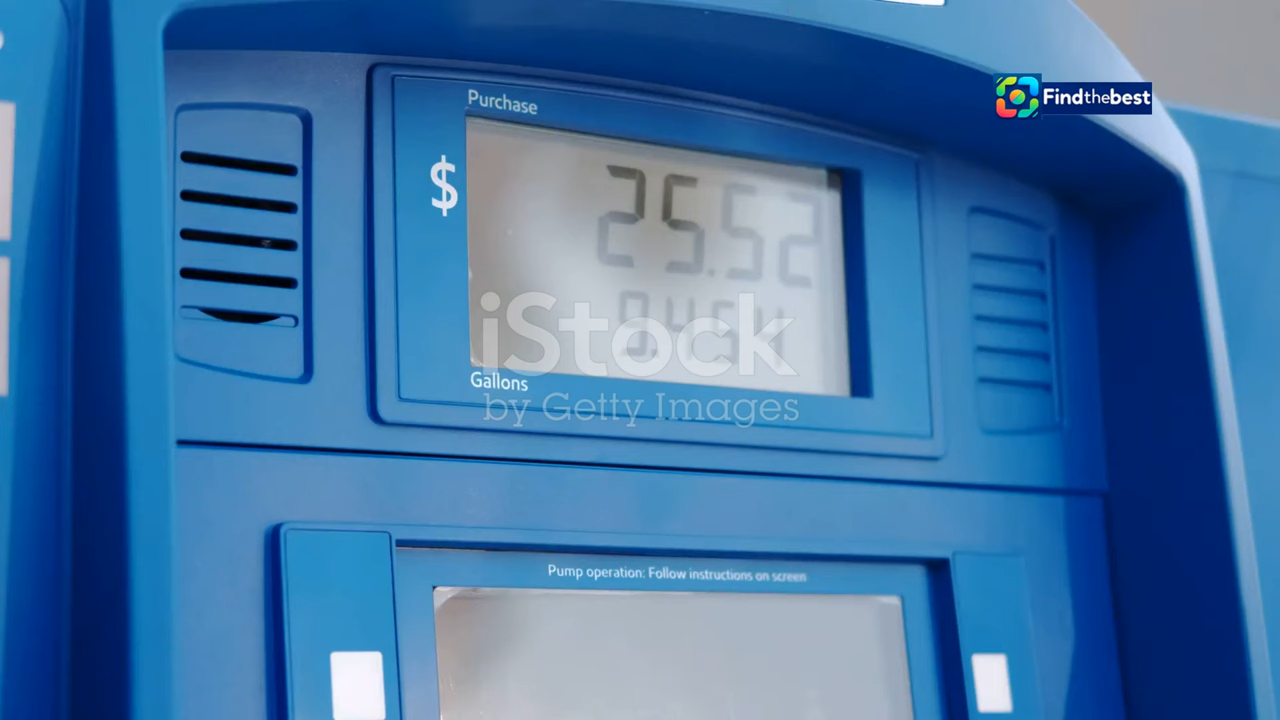 Findthebest
Purchase
$
25.52
iStock
Gallons
by Getty Images
Pump operation: Follow instructions on screen